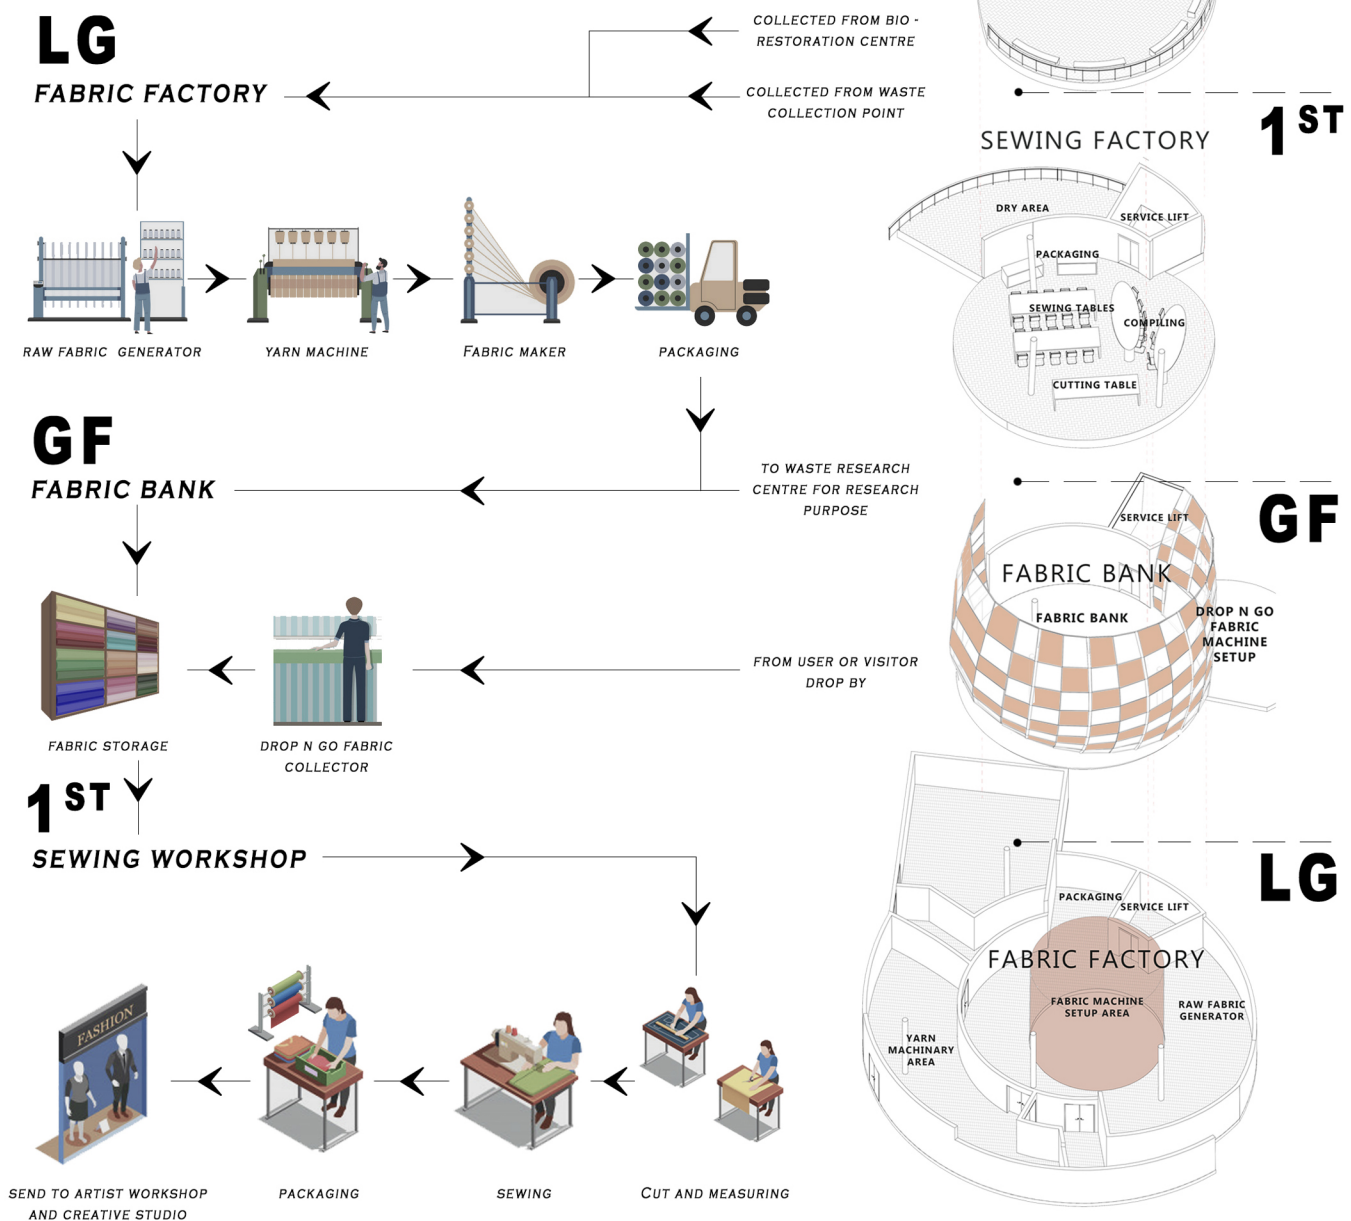 LG
FABRIC FACTORY
COLLECTED FROM BIO -
RESTORATION CENTRE
COLLECTED FROM WASTE
COLLECTION POINT
RAW FABRIC GENERATOR
YARN MACHINE
FABRIC MAKER
PACKAGING
GF
FABRIC BANK
TO WASTE RESEARCH
CENTRE FOR RESEARCH
PURPOSE
FROM USER OR VISITOR
DROP BY
FABRIC STORAGE
DROP N GO FABRIC
COLLECTOR
1ST
SEWING WORKSHOP
FASHION
SEND TO ARTIST WORKSHOP
AND CREATIVE STUDIO
PACKAGING
SEWING
CUT AND MEASURING
1ST
SEWING FACTORY
DRY AREA
SERVICE LIFT
PACKAGING
SEWING TABLES
COMPILING
CUTTING TABLE
GF
SERVICE LIFT
FABRIC BANK
FABRIC BANK
DROP N GO
FABRIC
MACHINE
SETUP
LG
PACKAGING
SERVICE LIFT
FABRIC FACTORY
FABRIC MACHINE
SETUP AREA
RAW FABRIC
GENERATOR
YARN
MACHINARY
AREA